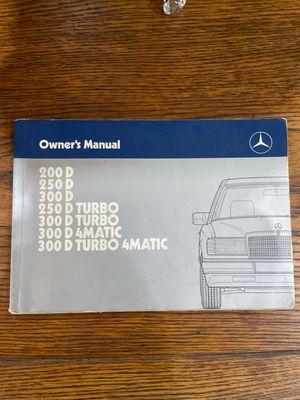 Owner's Manual
200 D
250 D
300 D
250 D TURBO
300 D TURBO
300 D 4MATIC
300 D TURBO 4MATIC